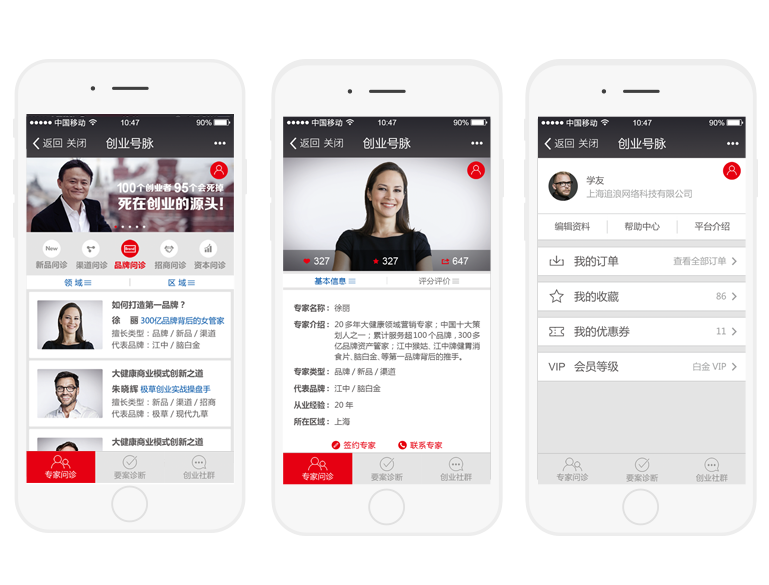 中国移动 10:47 90%
返回 关闭 创业号脉
100个创业者 95个会死掉
死在创业的源头!
New
新品问诊 渠道问诊 品牌问诊 招商问诊 资本问诊
领域 区域
如何打造第一品牌?
徐 丽 300亿品牌背后的女管家
擅长类型:品牌 / 新品 / 渠道
代表品牌:江中 / 脑白金
大健康商业模式创新之道
朱晓辉 极草创业实战操盘手
擅长类型:新品 / 渠道 / 招商
代表品牌:极草 / 现代九草
大健康商业模式创新之道
专家问诊 要案诊断 创业社群
中国移动 10:47 90%
返回 关闭 创业号脉
327 327 647
基本信息 评分评价
专家名称: 徐丽
专家介绍: 20多年大健康领域营销专家;中国十大策
划人之一;累计服务超100个品牌,300多
亿品牌资产管家;江中猴姑、江中牌健胃消
食片、脑白金、等第一品牌背后的推手。
专家类型: 品牌 / 新品 / 渠道
代表品牌: 江中 / 脑白金
从业经验: 20 年
所在区域: 上海
签约专家 联系专家
专家问诊 要案诊断 创业社群
中国移动 10:47 90%
返回 关闭 创业号脉
学友
上海追浪网络科技有限公司
编辑资料 帮助中心 平台介绍
我的订单 查看全部订单
我的收藏 86
我的优惠券 11
VIP 会员等级 白金 VIP
专家问诊 要案诊断 创业社群